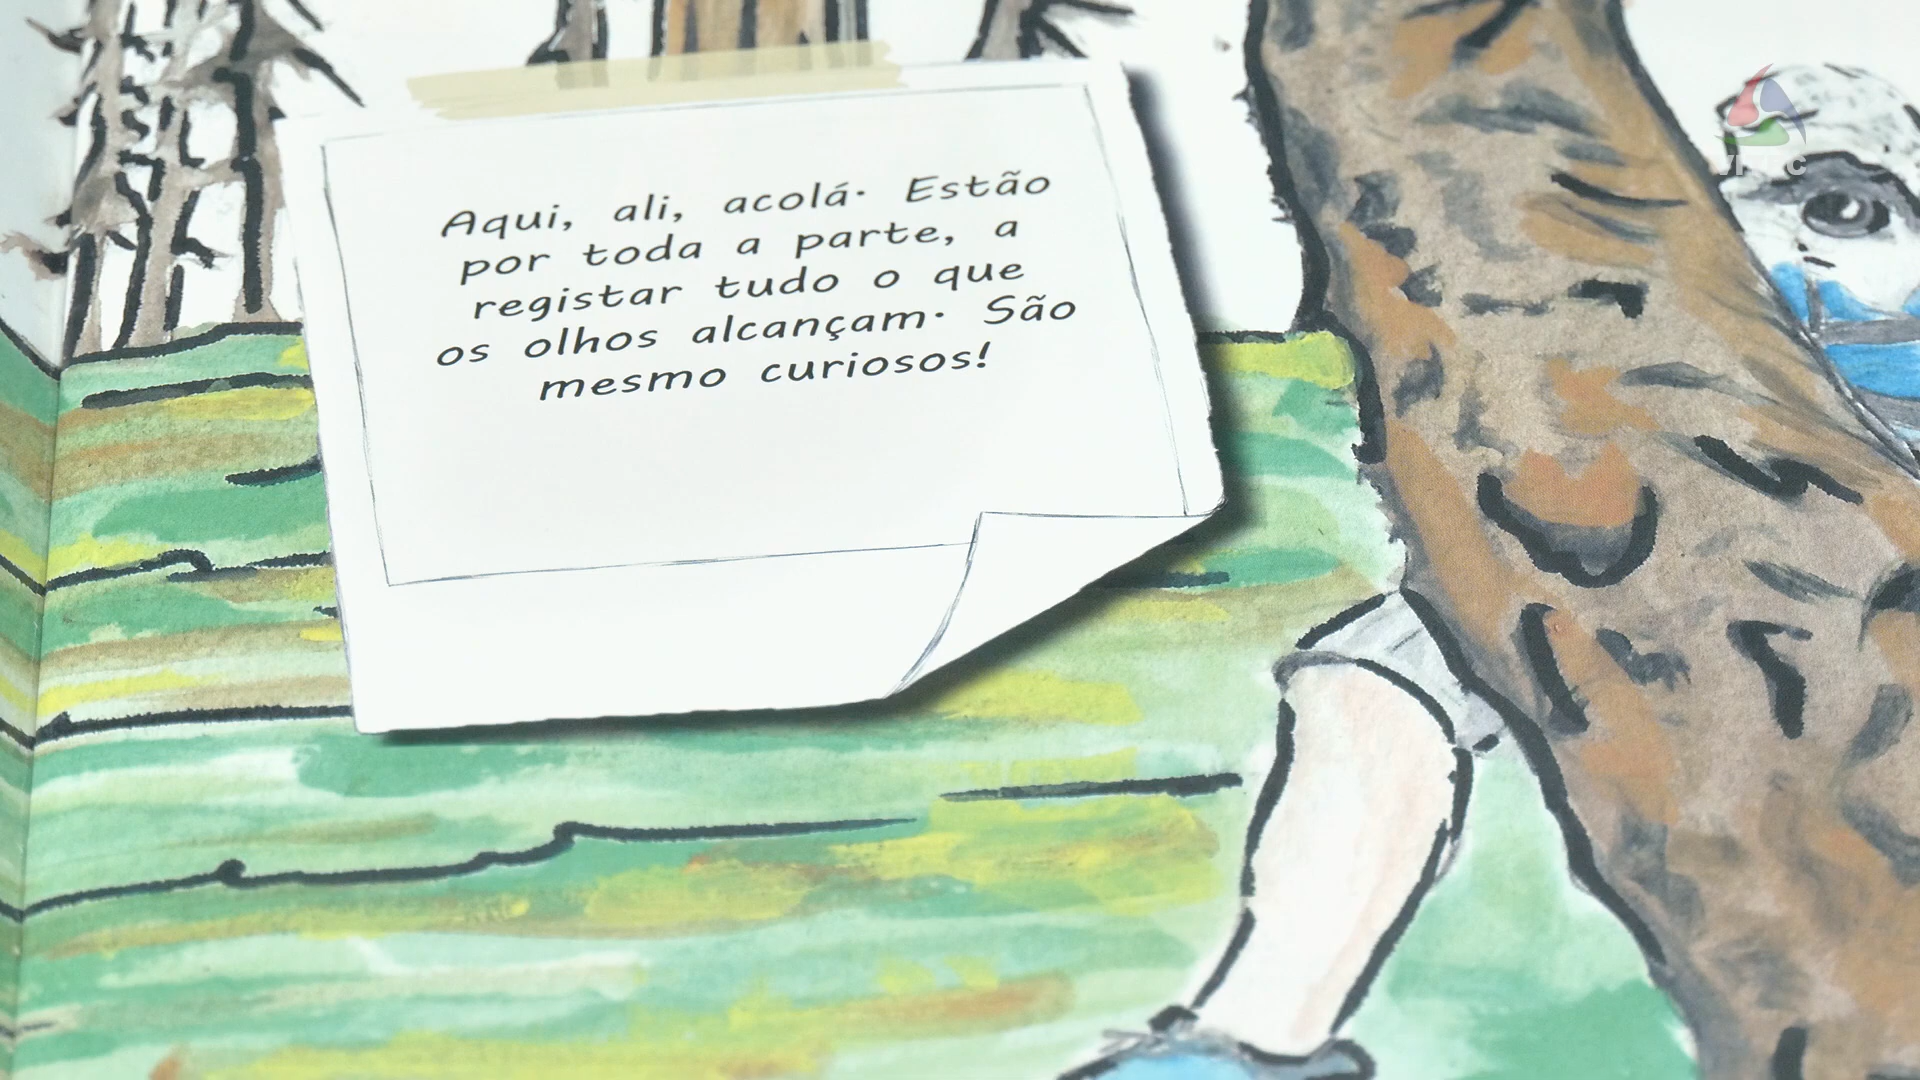 Aqui, ali, acolá. Estão
por toda a parte, a
registar tudo o que
os olhos alcançam. São
mesmo curiosos!